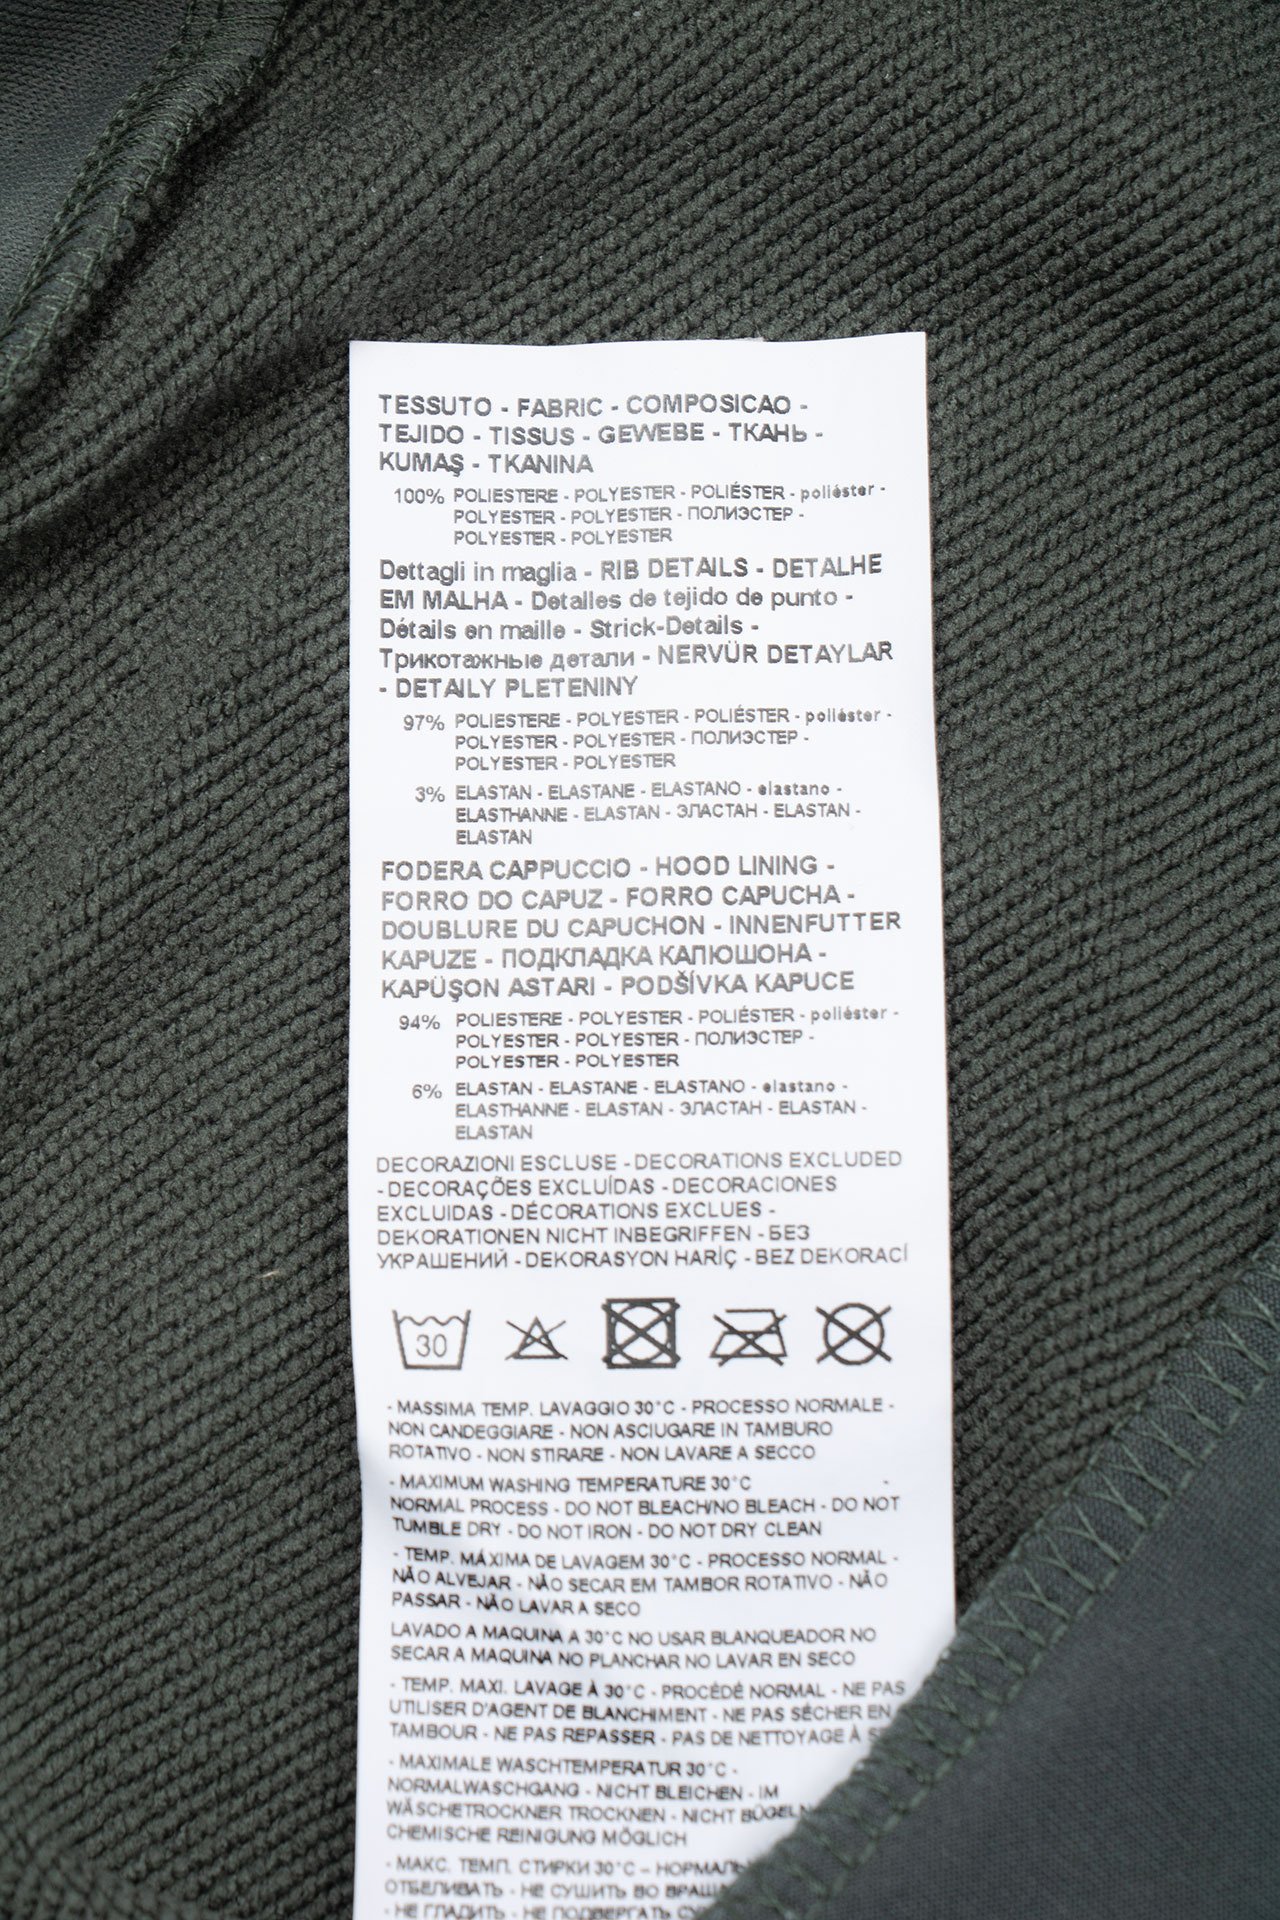 TESSUTO - FABRIC - COMPOSICAO -
TEJIDO - TISSUS - GEWEBE - ТКАНЬ -
KUMAŞ - TKANINA
100% POLIESTERE - POLYESTER - POLIÉSTER - poliéster -
POLYESTER - POLYESTER - ПОЛИЭСТЕР -
POLYESTER - POLYESTER
Dettagli in maglia - RIB DETAILS - DETALHE
EM MALHA - Detalles de tejido de punto -
Détails en maille - Strick-Details -
Трикотажные детали - NERVÜR DETAYLAR
- DETAILY PLETENINY
97% POLIESTERE - POLYESTER - POLIÉSTER - poliéster -
POLYESTER - POLYESTER - ПОЛИЭСТЕР -
POLYESTER - POLYESTER
3% ELASTAN - ELASTANE - ELASTANO - elastano -
ELASTHANNE - ELASTAN - ЭЛАСТАН - ELASTAN -
ELASTAN
FODERA CAPPUCCIO - HOOD LINING -
FORRO DO CAPUZ - FORRO CAPUCHA -
DOUBLURE DU CAPUCHON - INNENFUTTER
KAPUZE - ПОДКЛАДКА КАПЮШОНА -
KAPÜŞON ASTARI - PODŠÍVKA KAPUCE
94% POLIESTERE - POLYESTER - POLIÉSTER - poliéster -
POLYESTER - POLYESTER - ПОЛИЭСТЕР -
POLYESTER - POLYESTER
6% ELASTAN - ELASTANE - ELASTANO - elastano -
ELASTHANNE - ELASTAN - ЭЛАСТАН - ELASTAN -
ELASTAN
DECORAZIONI ESCLUSE - DECORATIONS EXCLUDED
- DECORAÇÕES EXCLUÍDAS - DECORACIONES
EXCLUIDAS - DÉCORATIONS EXCLUES -
DEKORATIONEN NICHT INBEGRIFFEN - БЕЗ
УКРАШЕНИЙ - DEKORASYON HARİÇ - BEZ DEKORACÍ
30
- MASSIMA TEMP. LAVAGGIO 30°C - PROCESSO NORMALE -
NON CANDEGGIARE - NON ASCIUGARE IN TAMBURO
ROTATIVO - NON STIRARE - NON LAVARE A SECCO
- MAXIMUM WASHING TEMPERATURE 30°C -
NORMAL PROCESS - DO NOT BLEACH/NO BLEACH - DO NOT
TUMBLE DRY - DO NOT IRON - DO NOT DRY CLEAN
- TEMP. MÁXIMA DE LAVAGEM 30°C - PROCESSO NORMAL -
NÃO ALVEJAR - NÃO SECAR EM TAMBOR ROTATIVO - NÃO
PASSAR - NÃO LAVAR A SECO
LAVADO A MAQUINA A 30°C NO USAR BLANQUEADOR NO
SECAR A MAQUINA NO PLANCHAR NO LAVAR EN SECO
- TEMP. MAXI. LAVAGE À 30°C - PROCÉDÉ NORMAL - NE PAS
UTILISER D'AGENT DE BLANCHIMENT - NE PAS SÉCHER EN
TAMBOUR - NE PAS REPASSER - PAS DE NETTOYAGE À
- MAXIMALE WASCHTEMPERATUR 30°C -
NORMALWASCHGANG - NICHT BLEICHEN - IM
WÄSCHETROCKNER TROCKNEN - NICHT BÜGELN
CHEMISCHE REINIGUNG MÖGLICH
- МАКС. ТЕМП. СТИРКИ 30°C –
ОТБЕЛИВАТЬ - НЕ СУШИТЬ ВО
- НЕ ГЛАДИТЬ - НЕ ПОДВЕРГАТЬ